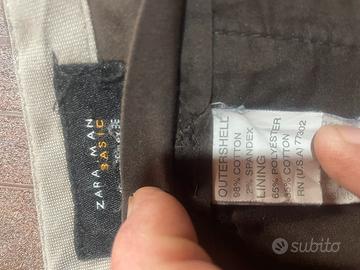 ZARA MAN
BASIC
OUTERSHELL
98% COTTON
2% SPANDEX
LINING
65% POLYESTER
35% COTTON
RN (U.S.A) 77302
subito